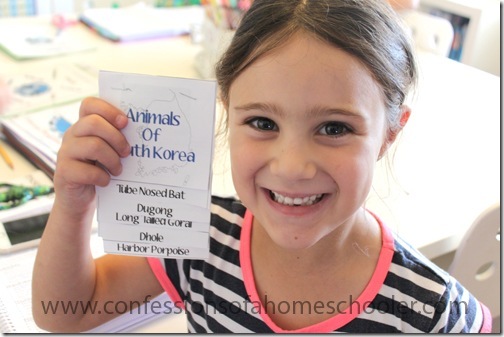 Animals
Of
uth Korea
Tube Nosed Bat
Dugong
Long Tailed Goral
Dhole
Harbor Porpoise
www.confessionsofahomeschooler.com